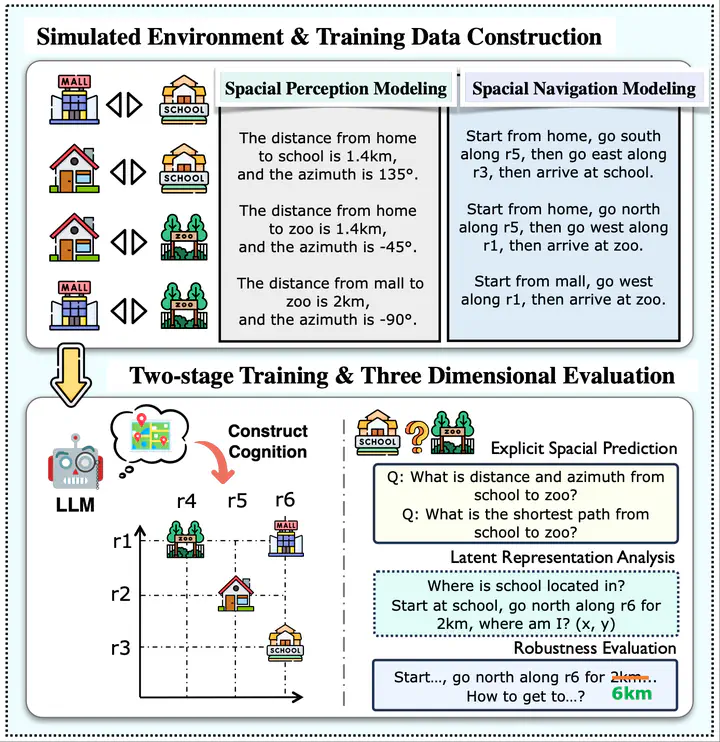 Simulated Environment & Training Data Construction
MALL
SCHOOL
Spacial Perception Modeling
Spacial Navigation Modeling
The distance from home
to school is 1.4km,
and the azimuth is 135°.
Start from home, go south
along r5, then go east along
r3, then arrive at school.
SCHOOL
The distance from home
to zoo is 1.4km,
and the azimuth is -45°.
Start from home, go north
along r5, then go west along
r1, then arrive at zoo.
ZOO
The distance from mall to
zoo is 2km,
and the azimuth is -90°.
Start from mall, go west
along r1, then arrive at zoo.
MALL
ZOO
Two-stage Training & Three Dimensional Evaluation
LLM
Construct
Cognition
r4
r5
r6
r1
ZOO
MALL
r2
r3
SCHOOL
SCHOOL
?
ZOO
Explicit Spacial Prediction
Q: What is distance and azimuth from
school to zoo?
Q: What is the shortest path from
school to zoo?
Latent Representation Analysis
Where is school located in?
Start at school, go north along r6 for
2km, where am I? (x, y)
Robustness Evaluation
Start..., go north along r6 for 2km...
How to get to...?
6km